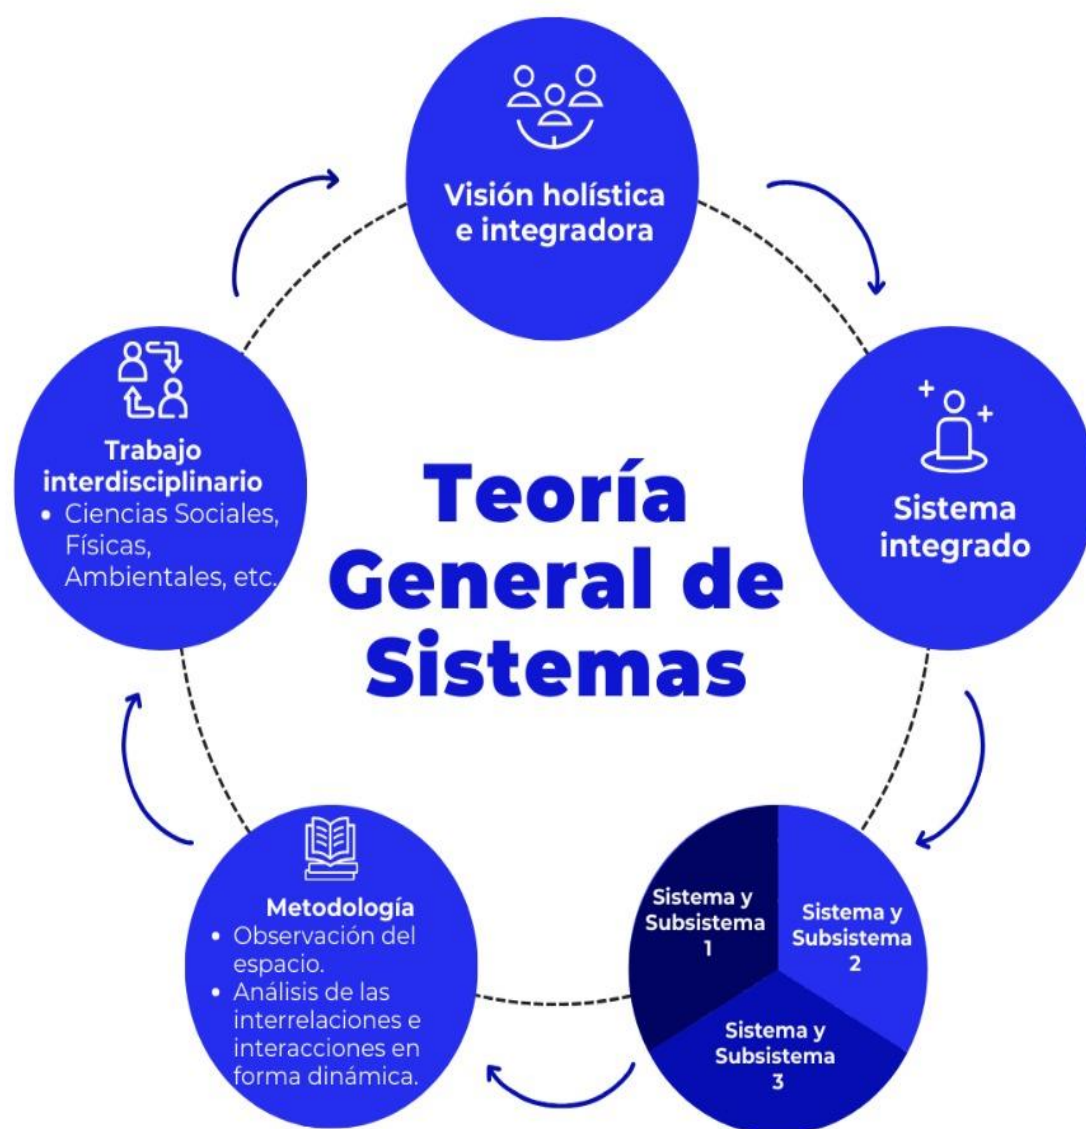 Visión holística
e integradora
Sistema
integrado
Sistema y
Subsistema
1
Sistema y
Subsistema
2
Sistema y
Subsistema
3
Metodología
• Observación del
espacio.
• Análisis de las
interrelaciones e
interacciones en
forma dinámica.
Trabajo
interdisciplinario
• Ciencias Sociales,
Físicas,
Ambientales, etc.
Teoría
General de
Sistemas